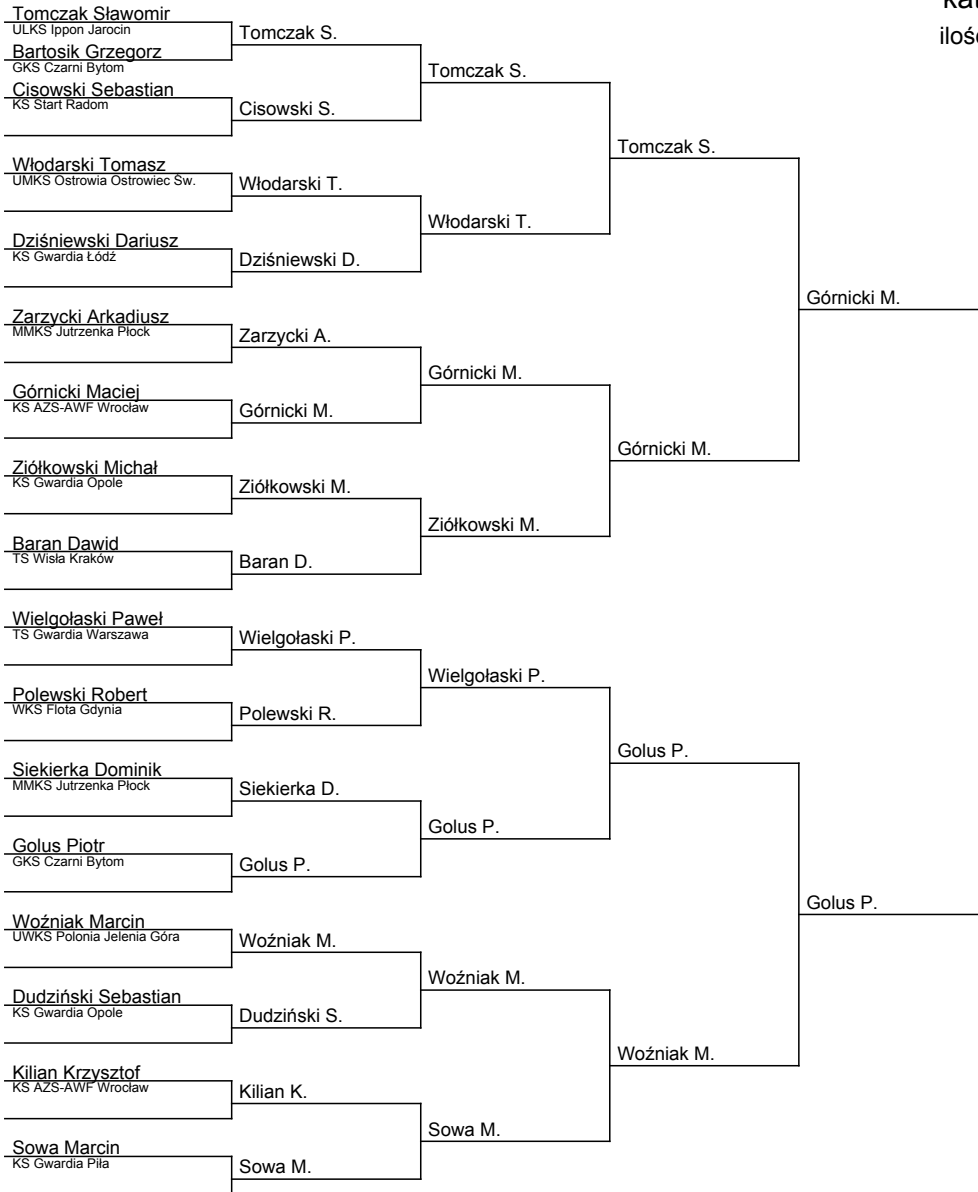 Tomczak Sławomir
ULKS Ippon Jarocin
Bartosik Grzegorz
GKS Czarni Bytom
Cisowski Sebastian
KS Start Radom
Włodarski Tomasz
UMKS Ostrowia Ostrowiec Św.
Dziśniewski Dariusz
KS Gwardia Łódź
Zarzycki Arkadiusz
MMKS Jutrzenka Płock
Górnicki Maciej
KS AZS-AWF Wrocław
Ziółkowski Michał
KS Gwardia Opole
Baran Dawid
TS Wisła Kraków
Wielgołaski Paweł
TS Gwardia Warszawa
Polewski Robert
WKS Flota Gdynia
Siekierka Dominik
MMKS Jutrzenka Płock
Golus Piotr
GKS Czarni Bytom
Woźniak Marcin
UWKS Polonia Jelenia Góra
Dudziński Sebastian
KS Gwardia Opole
Kilian Krzysztof
KS AZS-AWF Wrocław
Sowa Marcin
KS Gwardia Piła
Tomczak S.
Cisowski S.
Włodarski T.
Dziśniewski D.
Zarzycki A.
Górnicki M.
Ziółkowski M.
Baran D.
Wielgołaski P.
Polewski R.
Siekierka D.
Golus P.
Woźniak M.
Dudziński S.
Kilian K.
Sowa M.
Tomczak S.
Włodarski T.
Górnicki M.
Ziółkowski M.
Wielgołaski P.
Golus P.
Woźniak M.
Sowa M.
Tomczak S.
Górnicki M.
Golus P.
Woźniak M.
Górnicki M.
Golus P.